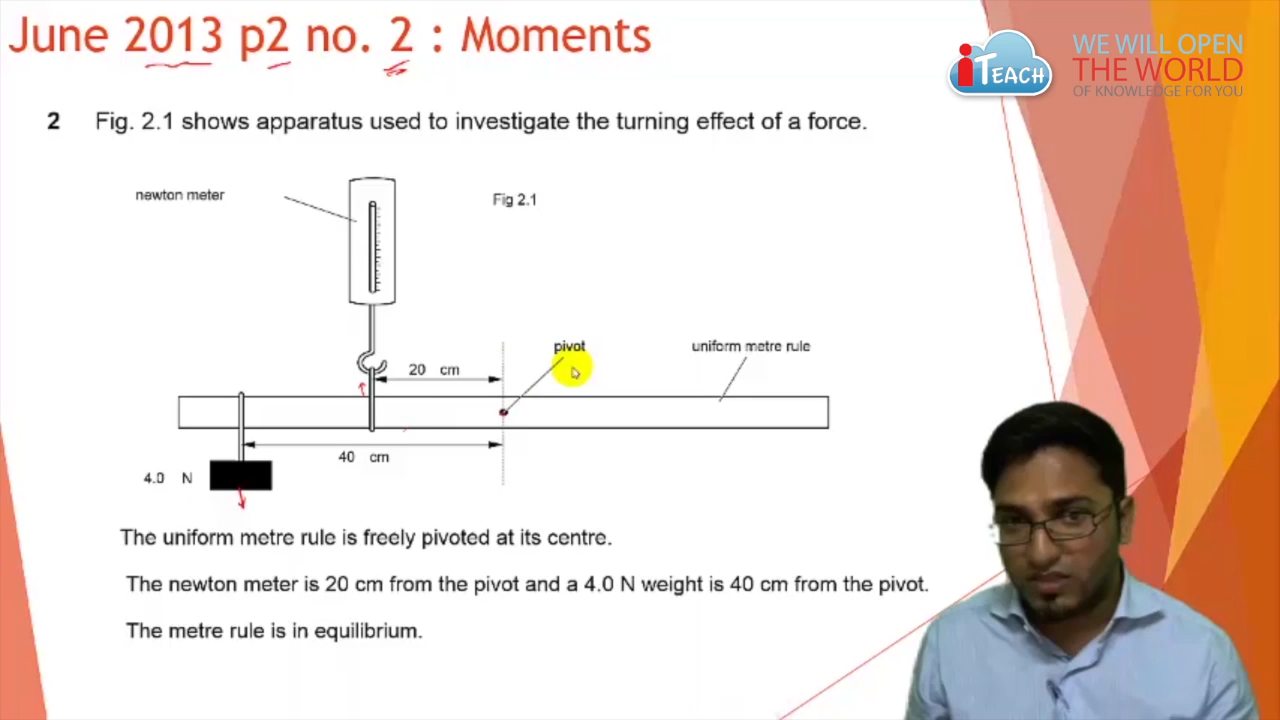 June 2013 p2 no. 2 : Moments
iTEACH
WE WILL OPEN
THE WORLD
OF KNOWLEDGE FOR YOU
2 Fig. 2.1 shows apparatus used to investigate the turning effect of a force.
newton meter
Fig 2.1
pivot
uniform metre rule
20 cm
40 cm
4.0 N
The uniform metre rule is freely pivoted at its centre.
The newton meter is 20 cm from the pivot and a 4.0 N weight is 40 cm from the pivot.
The metre rule is in equilibrium.